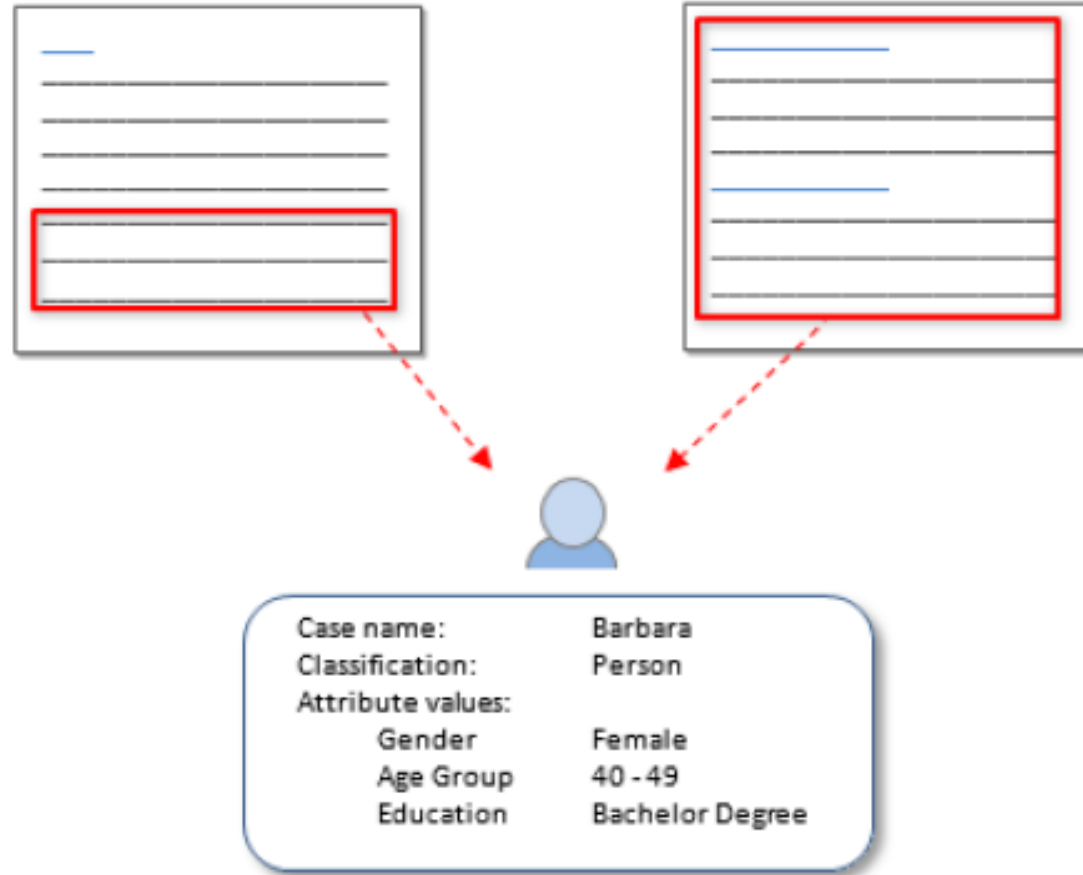 Case name: Barbara
Classification: Person
Attribute values:
Gender Female
Age Group 40 - 49
Education Bachelor Degree